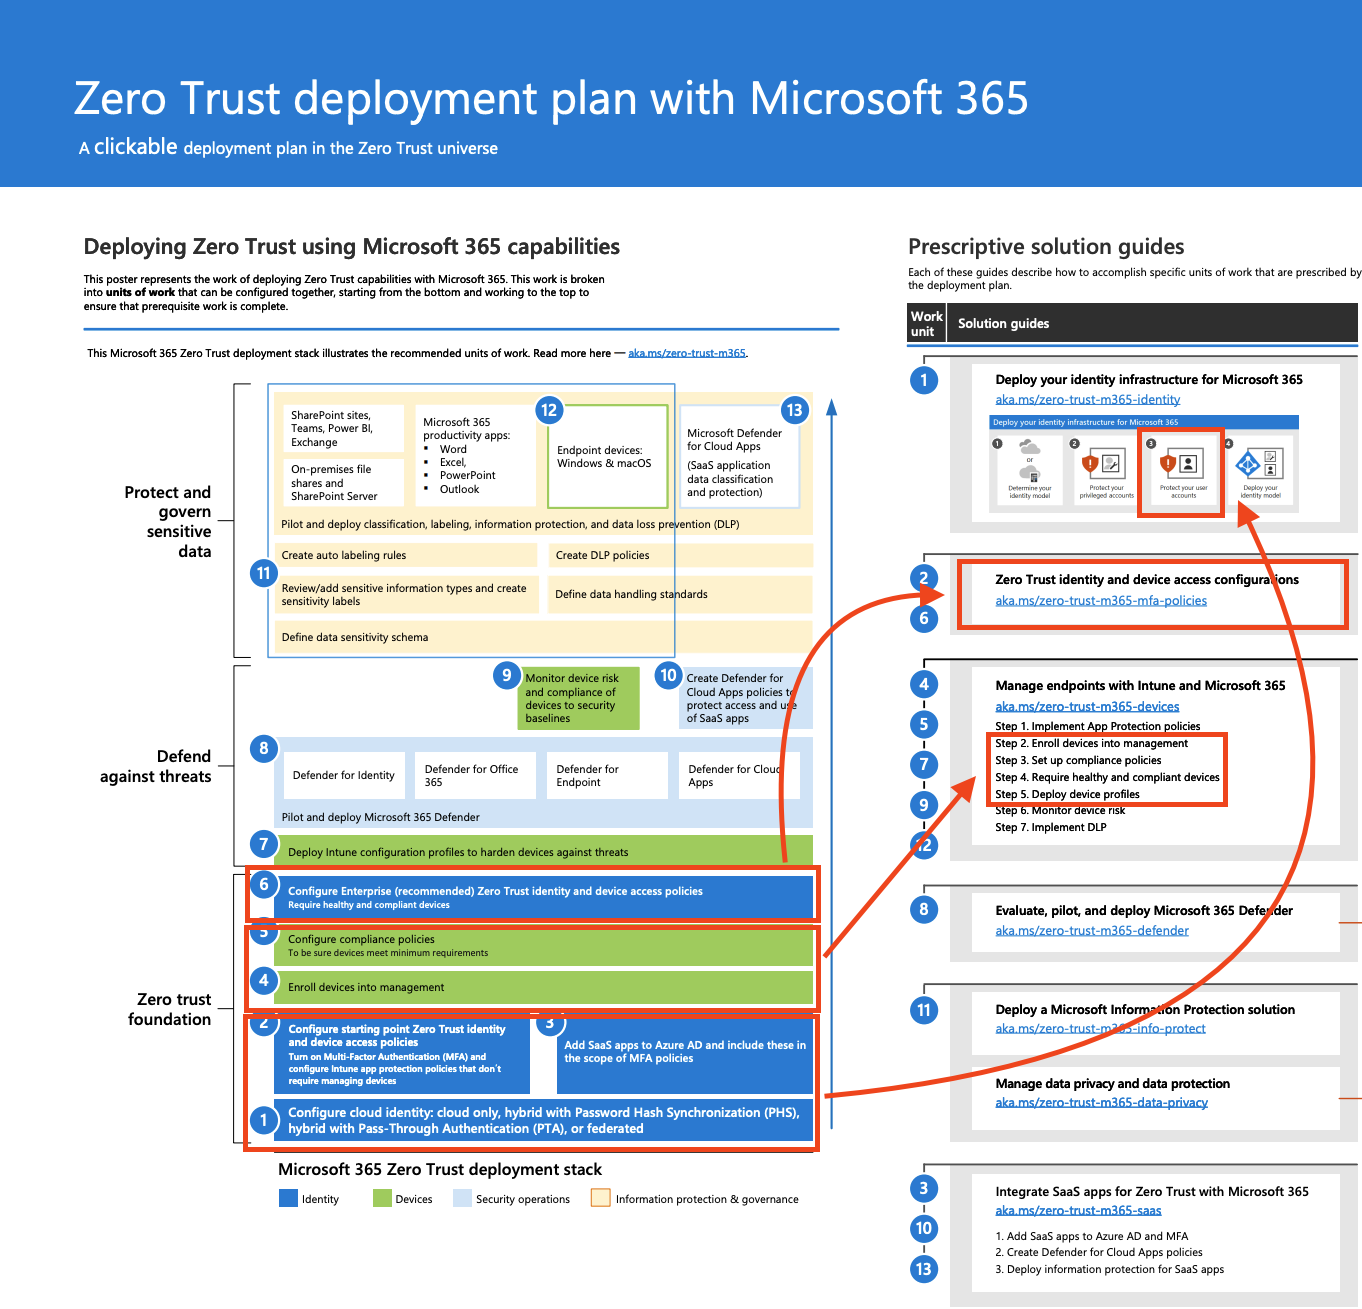 Zero Trust deployment plan with Microsoft 365
A clickable deployment plan in the Zero Trust universe
Deploying Zero Trust using Microsoft 365 capabilities
This poster represents the work of deploying Zero Trust capabilities with Microsoft 365. This work is broken
into units of work that can be configured together, starting from the bottom and working to the top to
ensure that prerequisite work is complete.
This Microsoft 365 Zero Trust deployment stack illustrates the recommended units of work. Read more here — aka.ms/zero-trust-m365.
Protect and
govern
sensitive
data
SharePoint sites,
Teams, Power BI,
Exchange
On-premises file
shares and
SharePoint Server
Microsoft 365
productivity apps:
▪ Word
▪ Excel,
▪ PowerPoint
▪ Outlook
12
Endpoint devices:
Windows & macOS
13
Microsoft Defender
for Cloud Apps
(SaaS application
data classification
and protection)
Pilot and deploy classification, labeling, information protection, and data loss prevention (DLP)
11
Create auto labeling rules
Create DLP policies
Review/add sensitive information types and create
sensitivity labels
Define data handling standards
Define data sensitivity schema
Defend
against threats
9
Monitor device risk
and compliance of
devices to security
baselines
10
Create Defender for
Cloud Apps policies to
protect access and use
of SaaS apps
8
Defender for Identity
Defender for Office
365
Defender for
Endpoint
Defender for Cloud
Apps
Pilot and deploy Microsoft 365 Defender
7
Deploy Intune configuration profiles to harden devices against threats
Zero trust
foundation
6
Configure Enterprise (recommended) Zero Trust identity and device access policies
Require healthy and compliant devices
5
Configure compliance policies
To be sure devices meet minimum requirements
4
Enroll devices into management
2
Configure starting point Zero Trust identity
and device access policies
Turn on Multi-Factor Authentication (MFA) and
configure Intune app protection policies that don't
require managing devices
3
Add SaaS apps to Azure AD and include these in
the scope of MFA policies
1
Configure cloud identity: cloud only, hybrid with Password Hash Synchronization (PHS),
hybrid with Pass-Through Authentication (PTA), or federated
Microsoft 365 Zero Trust deployment stack
Identity
Devices
Security operations
Information protection & governance
Prescriptive solution guides
Each of these guides describe how to accomplish specific units of work that are prescribed by
the deployment plan.
Work
unit
Solution guides
1
Deploy your identity infrastructure for Microsoft 365
aka.ms/zero-trust-m365-identity
Deploy your identity infrastructure for Microsoft 365
1
or
Determine your
identity model
2
Protect your
privileged accounts
3
Protect your user
accounts
4
Deploy your
identity model
2
6
Zero Trust identity and device access configurations
aka.ms/zero-trust-m365-mfa-policies
4
5
7
9
12
Manage endpoints with Intune and Microsoft 365
aka.ms/zero-trust-m365-devices
Step 1. Implement App Protection policies
Step 2. Enroll devices into management
Step 3. Set up compliance policies
Step 4. Require healthy and compliant devices
Step 5. Deploy device profiles
Step 6. Monitor device risk
Step 7. Implement DLP
8
Evaluate, pilot, and deploy Microsoft 365 Defender
aka.ms/zero-trust-m365-defender
11
Deploy a Microsoft Information Protection solution
aka.ms/zero-trust-m365-info-protect
Manage data privacy and data protection
aka.ms/zero-trust-m365-data-privacy
3
10
13
Integrate SaaS apps for Zero Trust with Microsoft 365
aka.ms/zero-trust-m365-saas
1. Add SaaS apps to Azure AD and MFA
2. Create Defender for Cloud Apps policies
3. Deploy information protection for SaaS apps